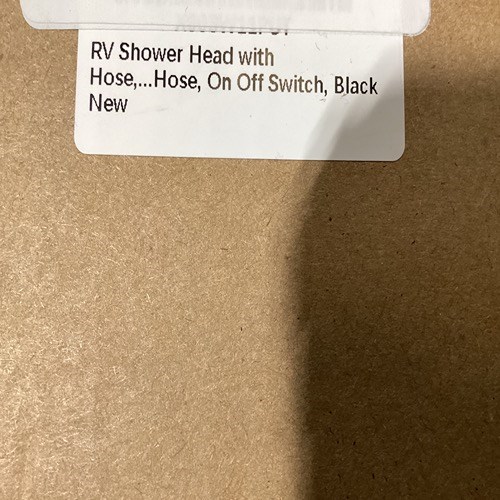 RV Shower Head with
Hose,...Hose, On Off Switch, Black
New